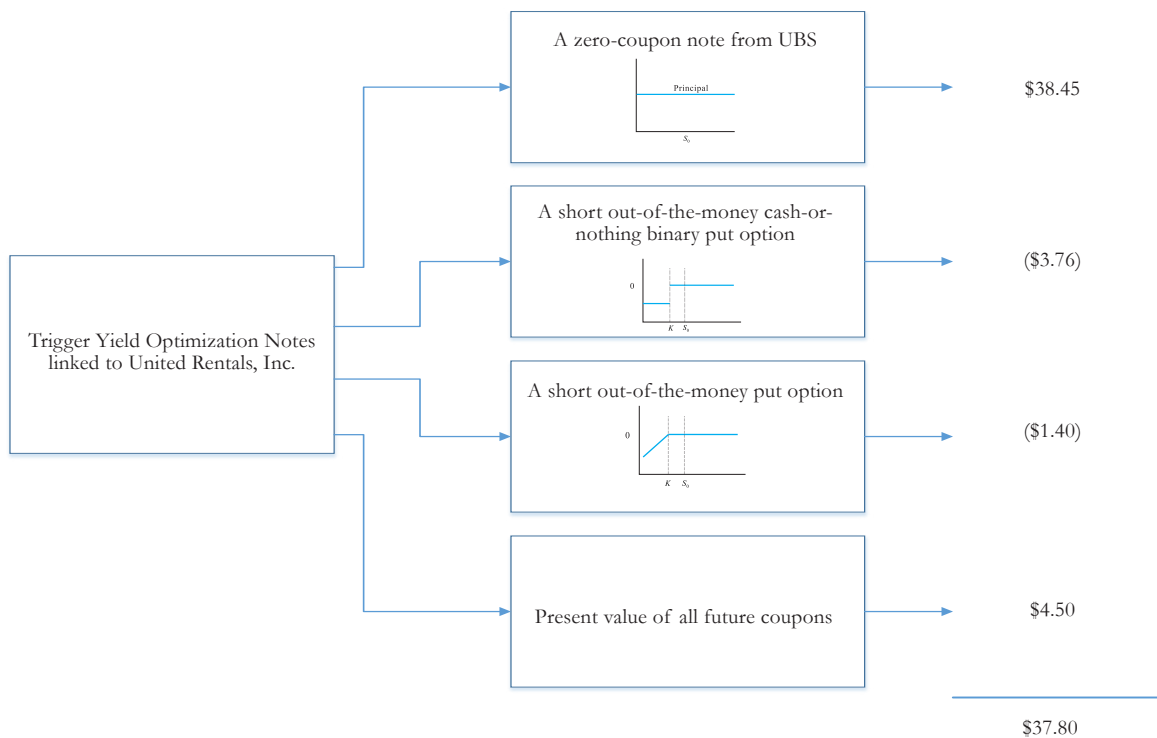 A zero-coupon note from UBS
Principal
S0
$38.45
A short out-of-the-money cash-or-
nothing binary put option
0
K S0
($3.76)
Trigger Yield Optimization Notes
linked to United Rentals, Inc.
A short out-of-the-money put option
0
K S0
($1.40)
Present value of all future coupons
$4.50
$37.80